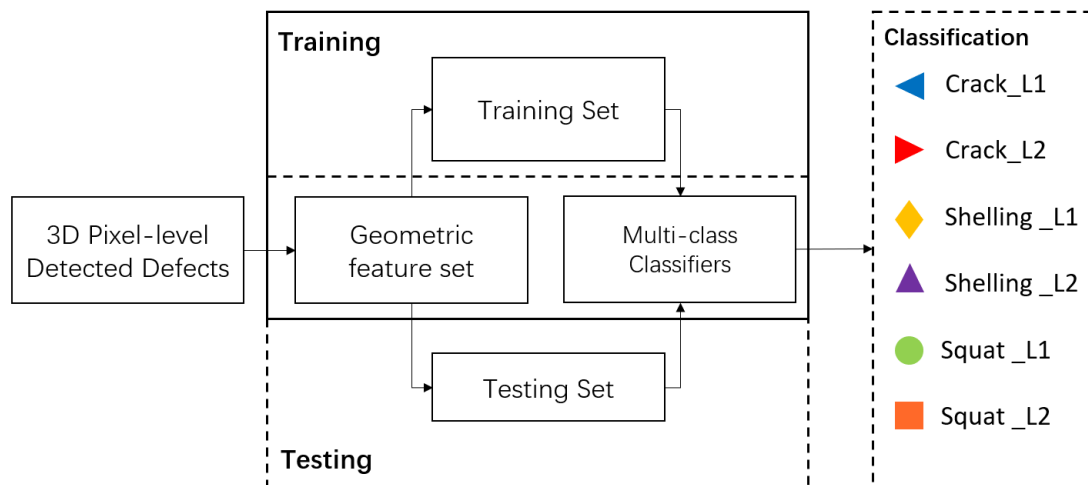 Training
Training Set
3D Pixel-level
Detected Defects
Geometric
feature set
Multi-class
Classifiers
Testing Set
Testing
Classification
Crack_L1
Crack_L2
Shelling _L1
Shelling _L2
Squat _L1
Squat _L2